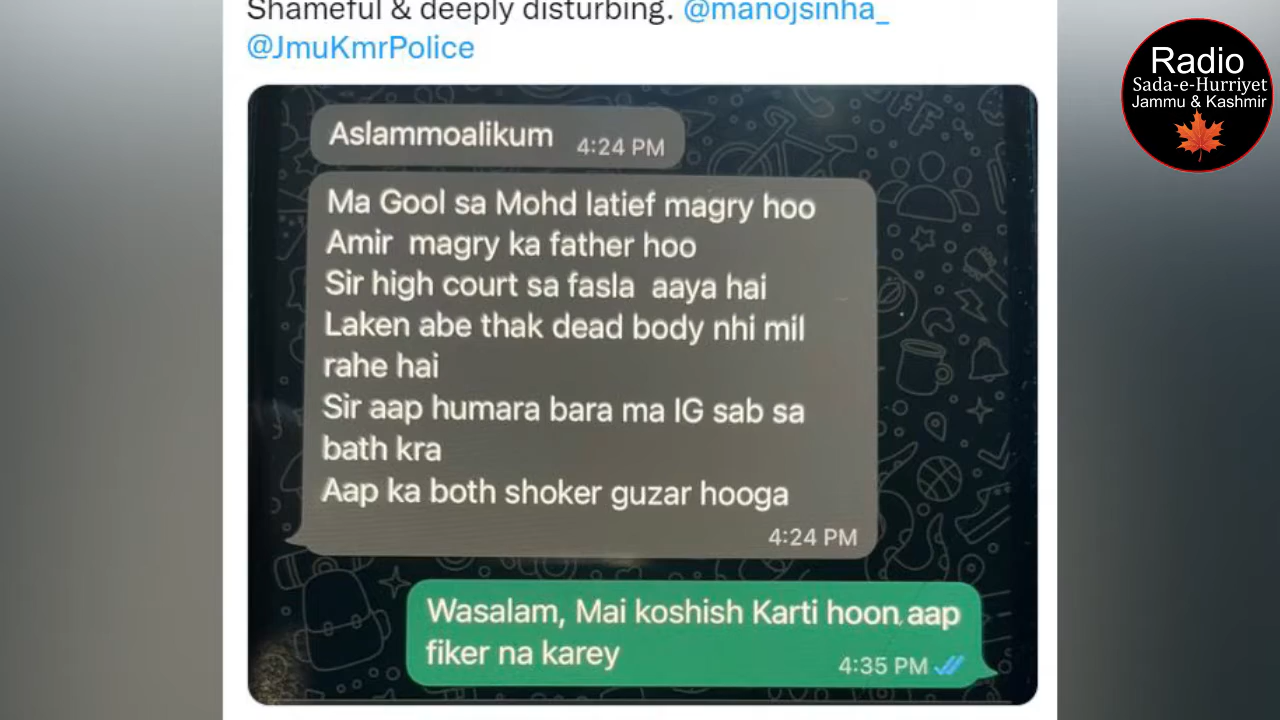 Shameful & deeply disturbing. @manojsinha_
@JmuKmrPolice
Radio
Sada-e-Hurriyet
Jammu & Kashmir
Aslammoalikum 4:24 PM
Ma Gool sa Mohd latief magry hoo
Amir magry ka father hoo
Sir high court sa fasla aaya hai
Laken abe thak dead body nhi mil
rahe hai
Sir aap humara bara ma IG sab sa
bath kra
Aap ka both shoker guzar hooga
4:24 PM
Wasalam, Mai koshish Karti hoon aap
fiker na karey
4:35 PM